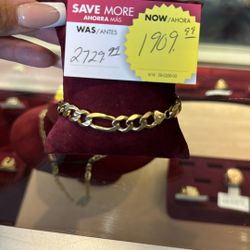 SAVE MORE
AHORRA MÁS
WAS/ANTES
2729.99
NOW/AHORA
1909.99